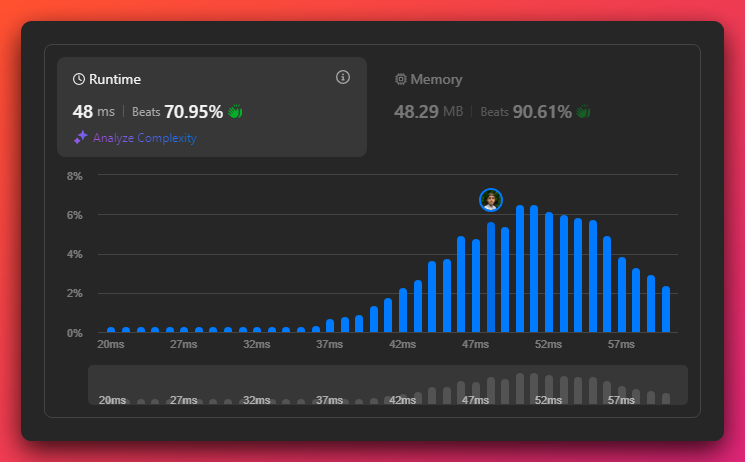 Runtime
48 ms | Beats 70.95%
Analyze Complexity
Memory
48.29 MB | Beats 90.61%
8%
6%
4%
2%
0%
20ms 27ms 32ms 37ms 42ms 47ms 52ms 57ms
20ms 27ms 32ms 37ms 42ms 47ms 52ms 57ms